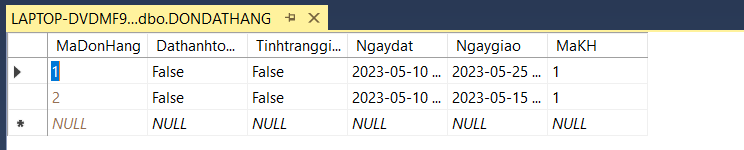 LAPTOP-DVDMF9...dbo.DONDATHANG
MaDonHang Dathanhto... Tinhtranggi... Ngaydat Ngaygiao MaKH
1 False False 2023-05-10 ... 2023-05-25 ... 1
2 False False 2023-05-10 ... 2023-05-15 ... 1
NULL NULL NULL NULL NULL NULL